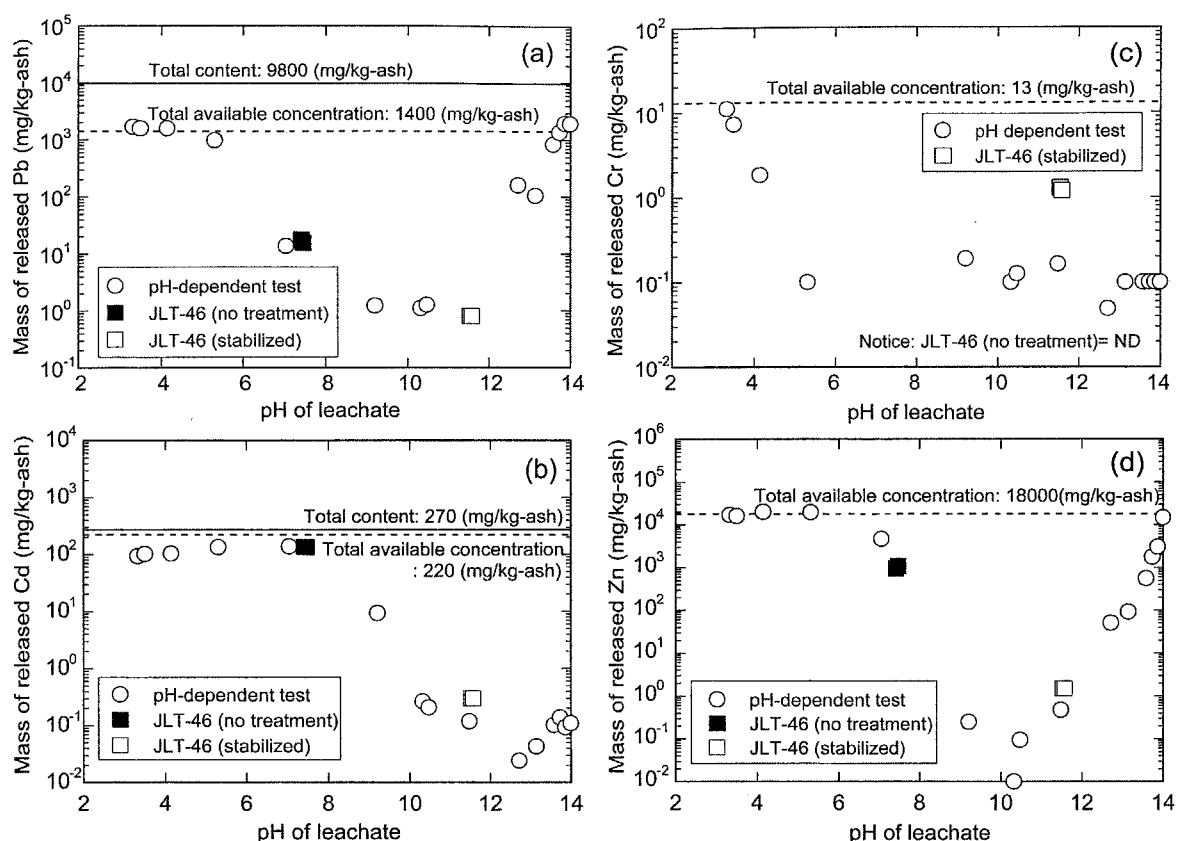 (a)
Mass of released Pb (mg/kg-ash)
10^5
10^4
10^3
10^2
10^1
10^0
10^-1
Total content: 9800 (mg/kg-ash)
Total available concentration: 1400 (mg/kg-ash)
pH-dependent test
JLT-46 (no treatment)
JLT-46 (stabilized)
2 4 6 8 10 12 14
pH of leachate
(c)
Mass of released Cr (mg/kg-ash)
10^2
10^1
10^0
10^-1
10^-2
Total available concentration: 13 (mg/kg-ash)
pH dependent test
JLT-46 (stabilized)
Notice: JLT-46 (no treatment)= ND
2 4 6 8 10 12 14
pH of leachate
(b)
Mass of released Cd (mg/kg-ash)
10^4
10^3
10^2
10^1
10^0
10^-1
10^-2
Total content: 270 (mg/kg-ash)
Total available concentration
: 220 (mg/kg-ash)
pH-dependent test
JLT-46 (no treatment)
JLT-46 (stabilized)
2 4 6 8 10 12 14
pH of leachate
(d)
Mass of released Zn (mg/kg-ash)
10^6
10^5
10^4
10^3
10^2
10^1
10^0
10^-1
10^-2
Total available concentration: 18000(mg/kg-ash)
pH-dependent test
JLT-46 (no treatment)
JLT-46 (stabilized)
2 4 6 8 10 12 14
pH of leachate